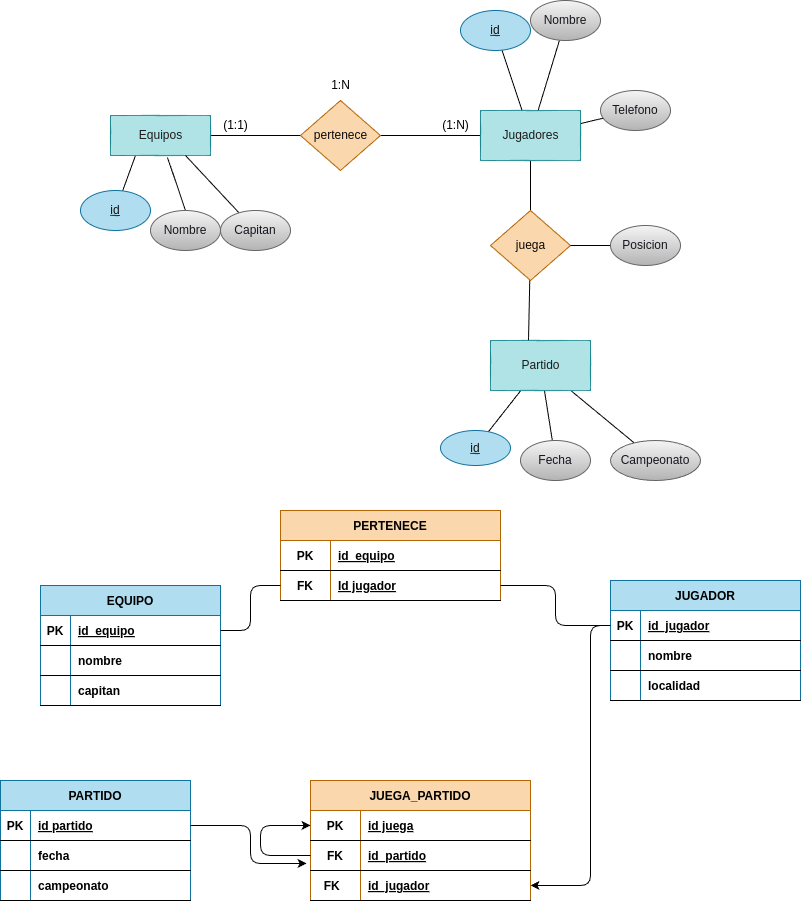 id
Nombre
Telefono
1:N
(1:1)
(1:N)
Equipos
pertenece
Jugadores
id
Nombre
Capitan
juega
Posicion
Partido
id
Fecha
Campeonato
PERTENECE
PK id_equipo
FK Id jugador
EQUIPO
PK id_equipo
nombre
capitan
JUGADOR
PK id_jugador
nombre
localidad
PARTIDO
PK id partido
fecha
campeonato
JUEGA_PARTIDO
PK id juega
FK id_partido
FK id_jugador